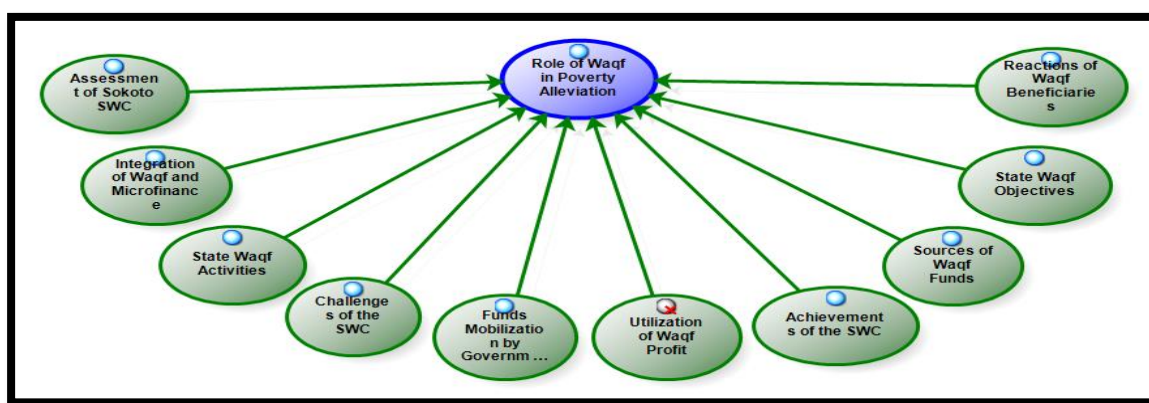 Role of Waqf
in Poverty
Alleviation
Assessmen
t of Sokoto
SWC
Integration
of Waqf and
Microfinanc
e
State Waqf
Activities
Challenge
s of the
SWC
Funds
Mobilizatio
n by
Governm ...
Utilization
of Waqf
Profit
Achievement
s of the SWC
Sources of
Waqf
Funds
State Waqf
Objectives
Reactions of
Waqf
Beneficiarie
s